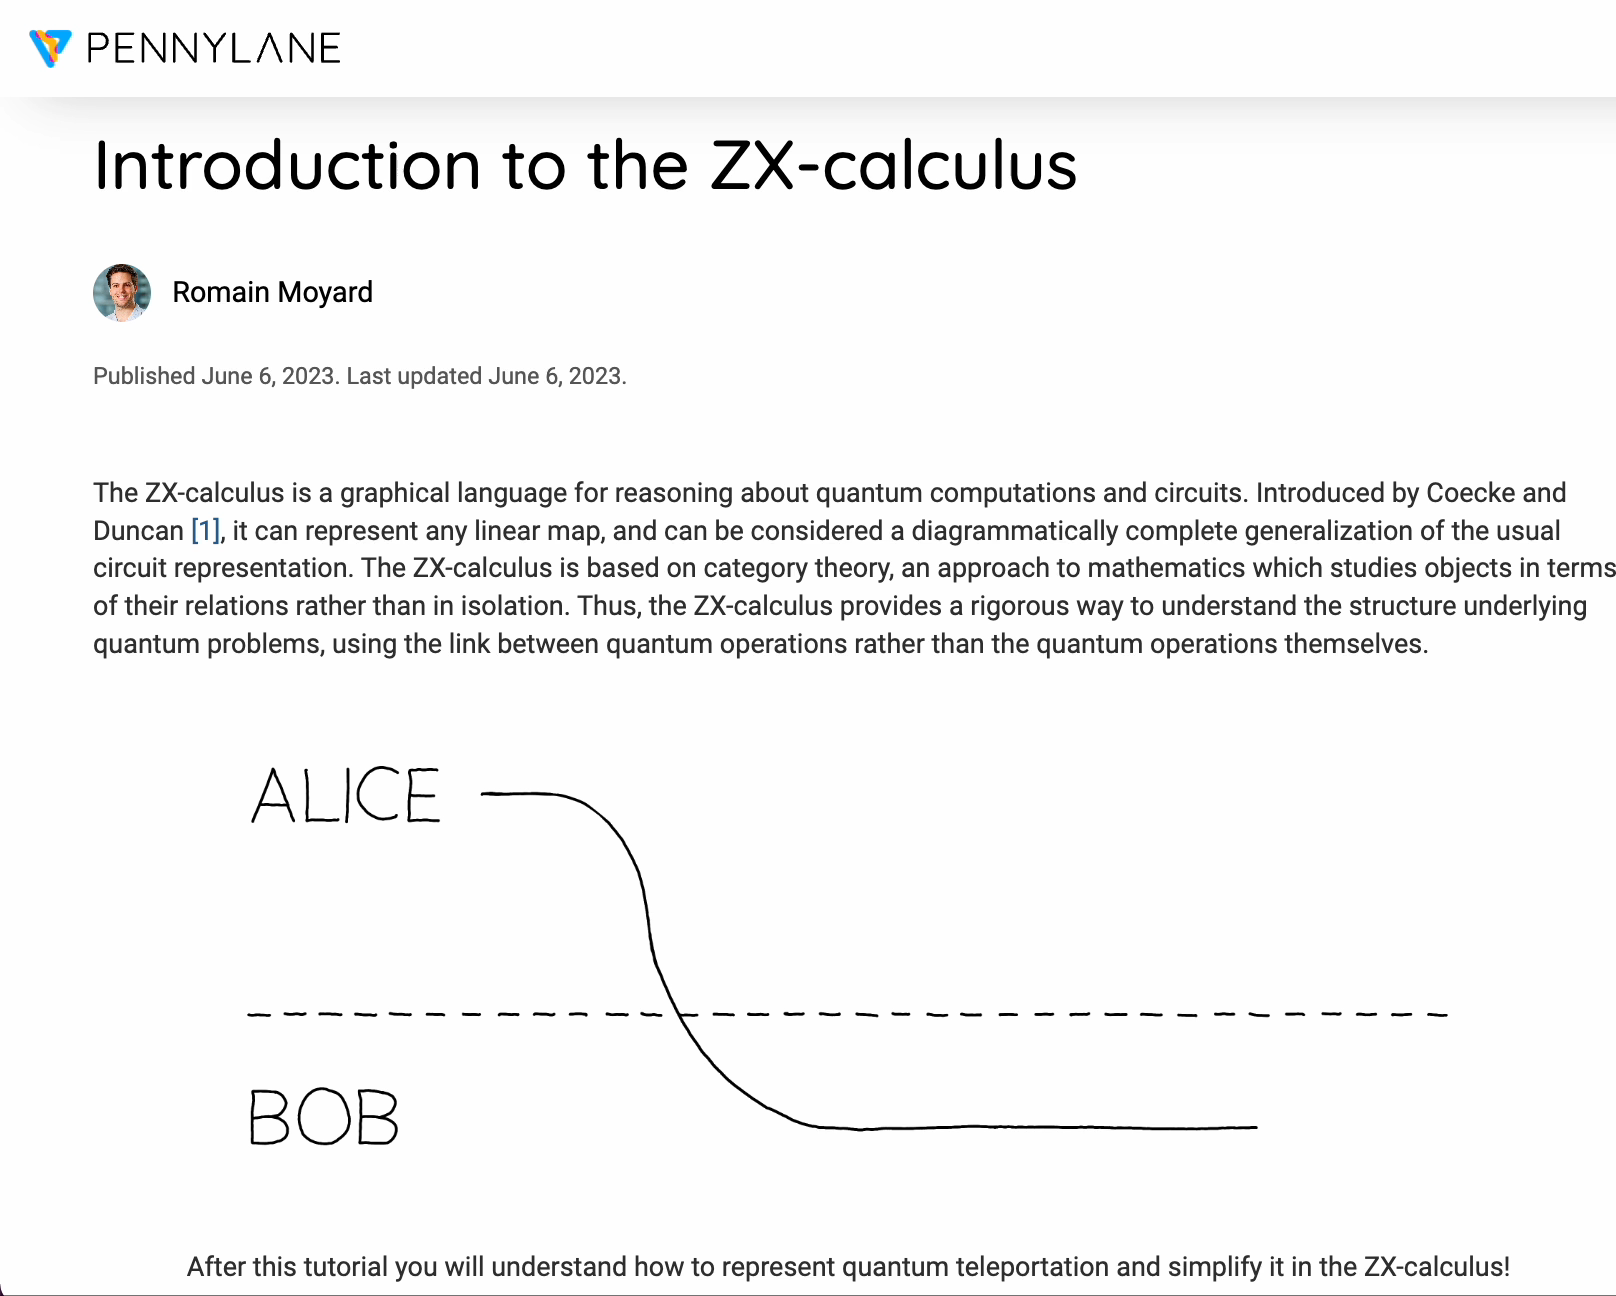 PENNYLANE
Introduction to the ZX-calculus
Romain Moyard
Published June 6, 2023. Last updated June 6, 2023.
The ZX-calculus is a graphical language for reasoning about quantum computations and circuits. Introduced by Coecke and
Duncan [1], it can represent any linear map, and can be considered a diagrammatically complete generalization of the usual
circuit representation. The ZX-calculus is based on category theory, an approach to mathematics which studies objects in terms
of their relations rather than in isolation. Thus, the ZX-calculus provides a rigorous way to understand the structure underlying
quantum problems, using the link between quantum operations rather than the quantum operations themselves.
ALICE
BOB
After this tutorial you will understand how to represent quantum teleportation and simplify it in the ZX-calculus!